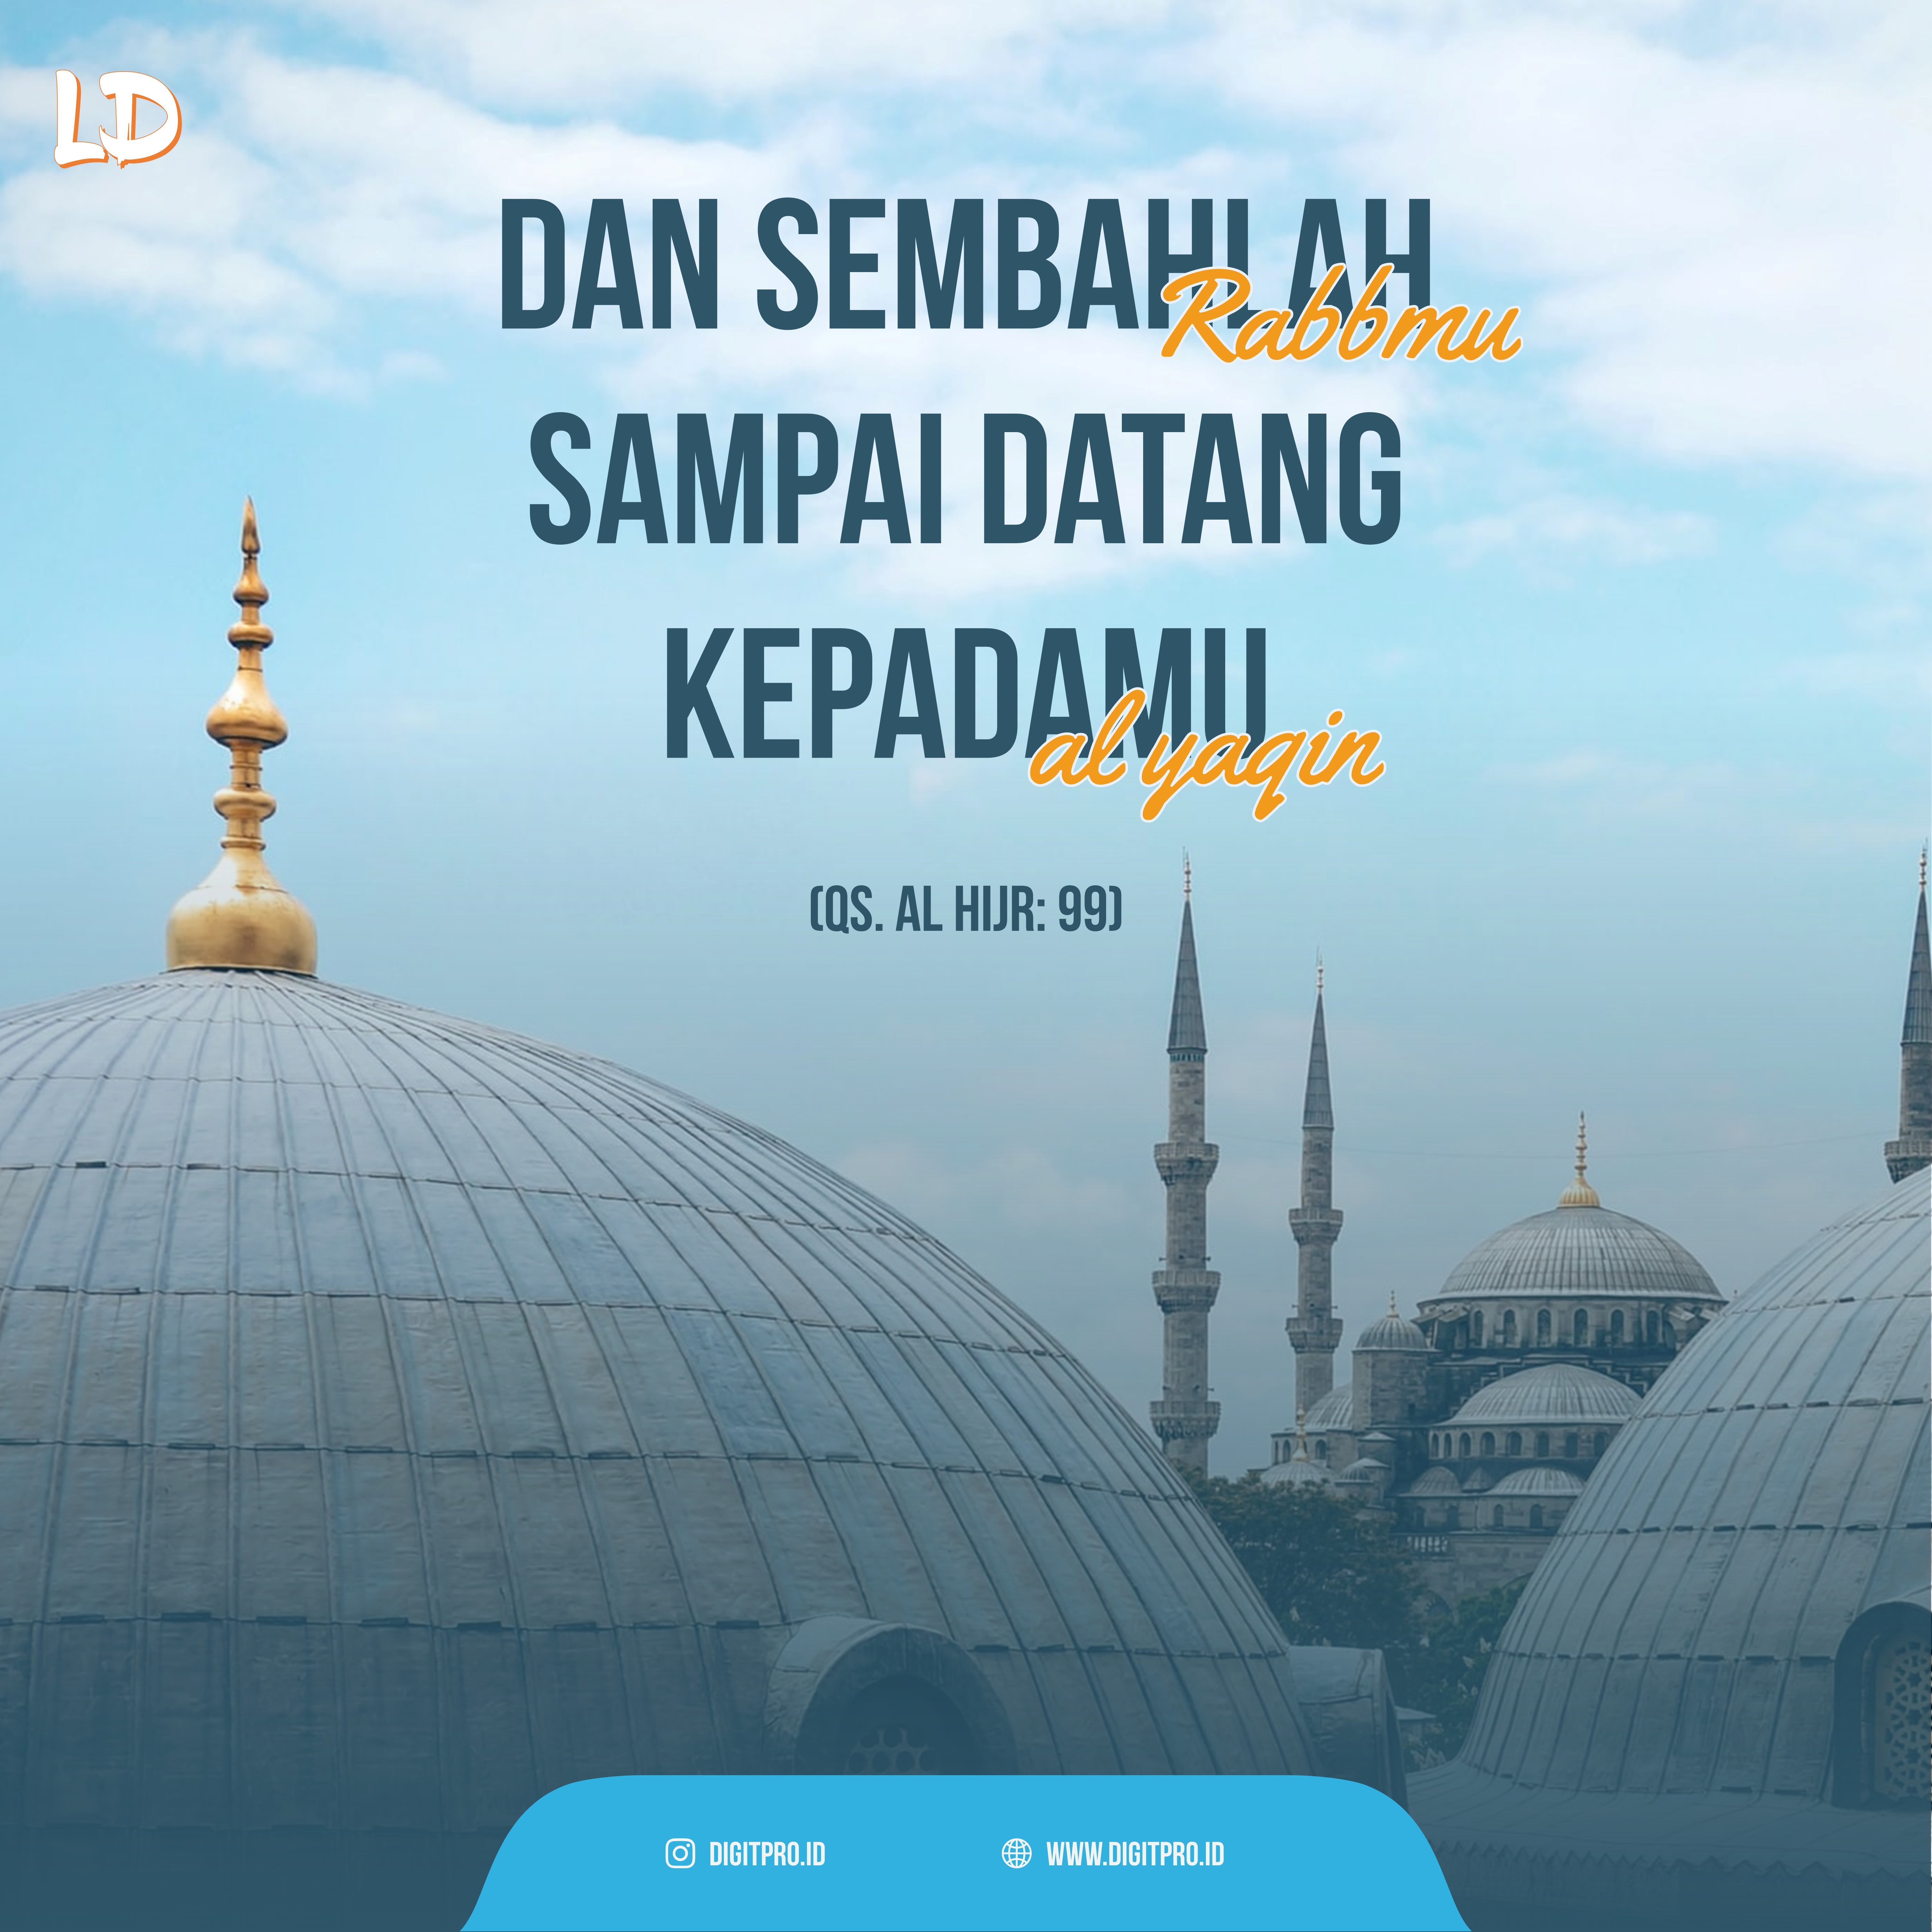 LD
DAN SEMBAHLAH
Rabbmu
SAMPAI DATANG
KEPADAMU
al yaqin
(QS. AL HIJR: 99)
DIGITPRO.ID
WWW.DIGITPRO.ID